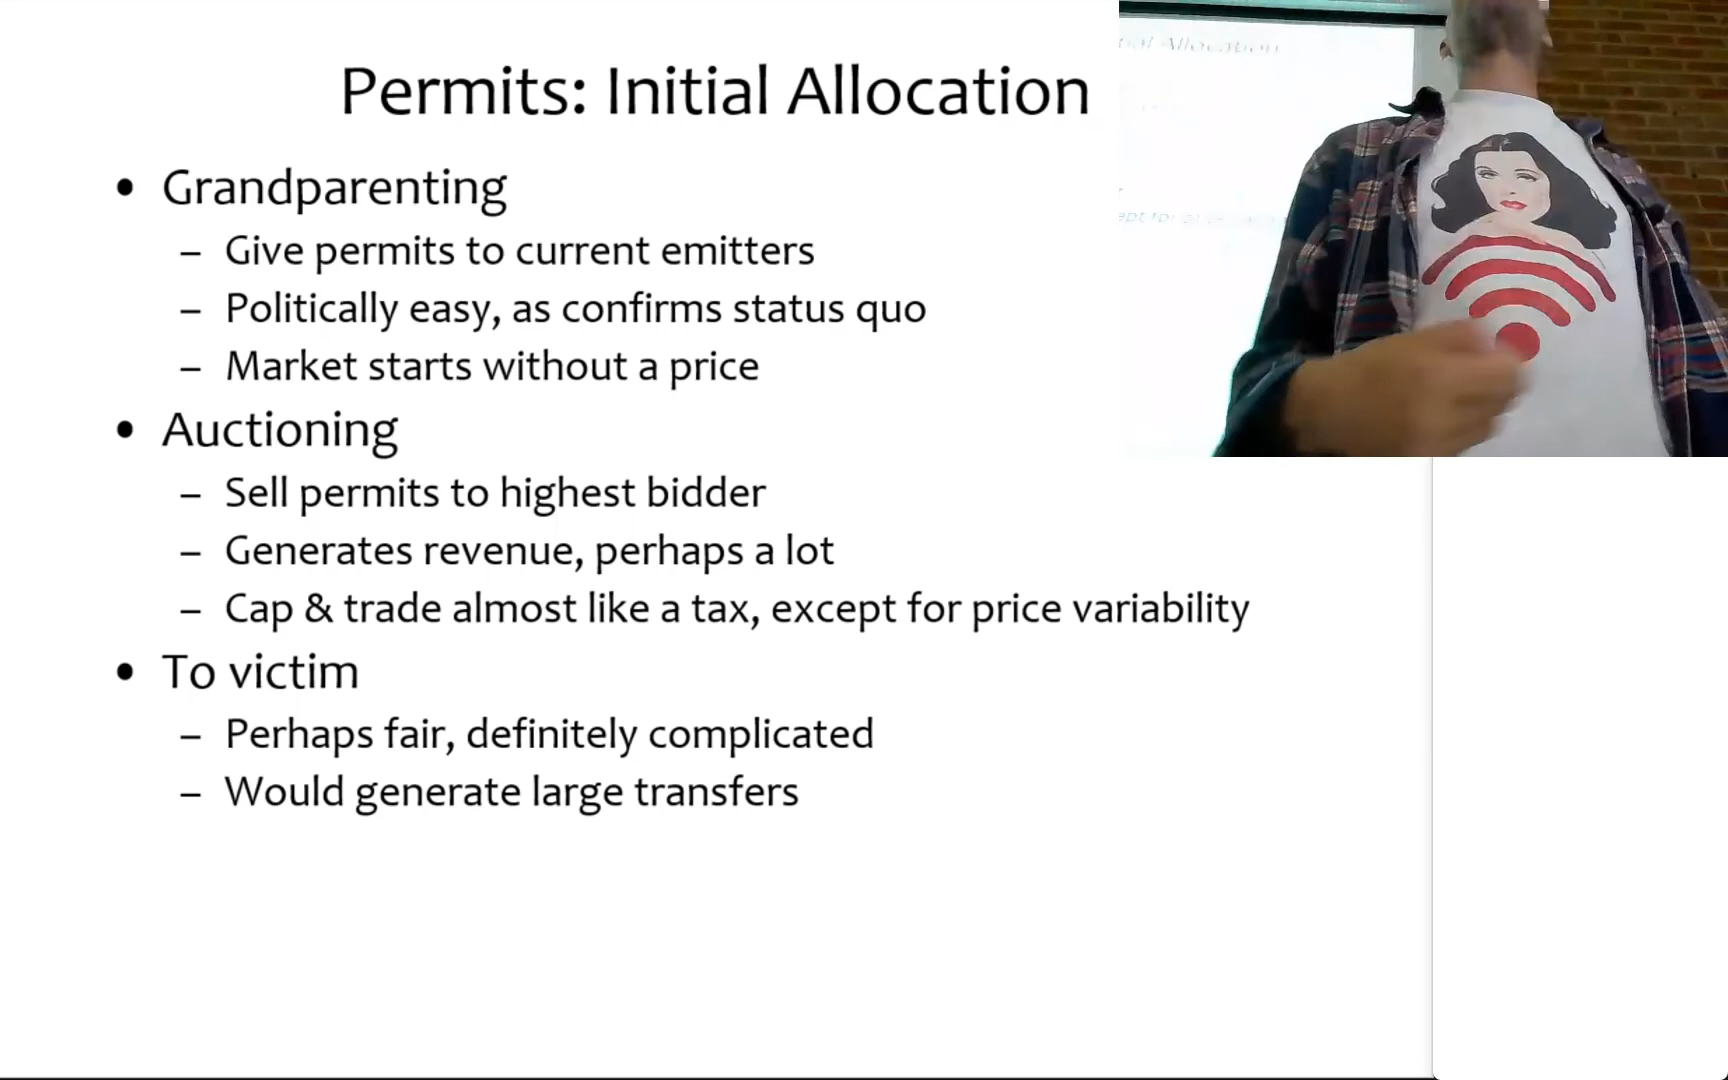 Permits: Initial Allocation
• Grandparenting
– Give permits to current emitters
– Politically easy, as confirms status quo
– Market starts without a price
• Auctioning
– Sell permits to highest bidder
– Generates revenue, perhaps a lot
– Cap & trade almost like a tax, except for price variability
• To victim
– Perhaps fair, definitely complicated
– Would generate large transfers
Allocation